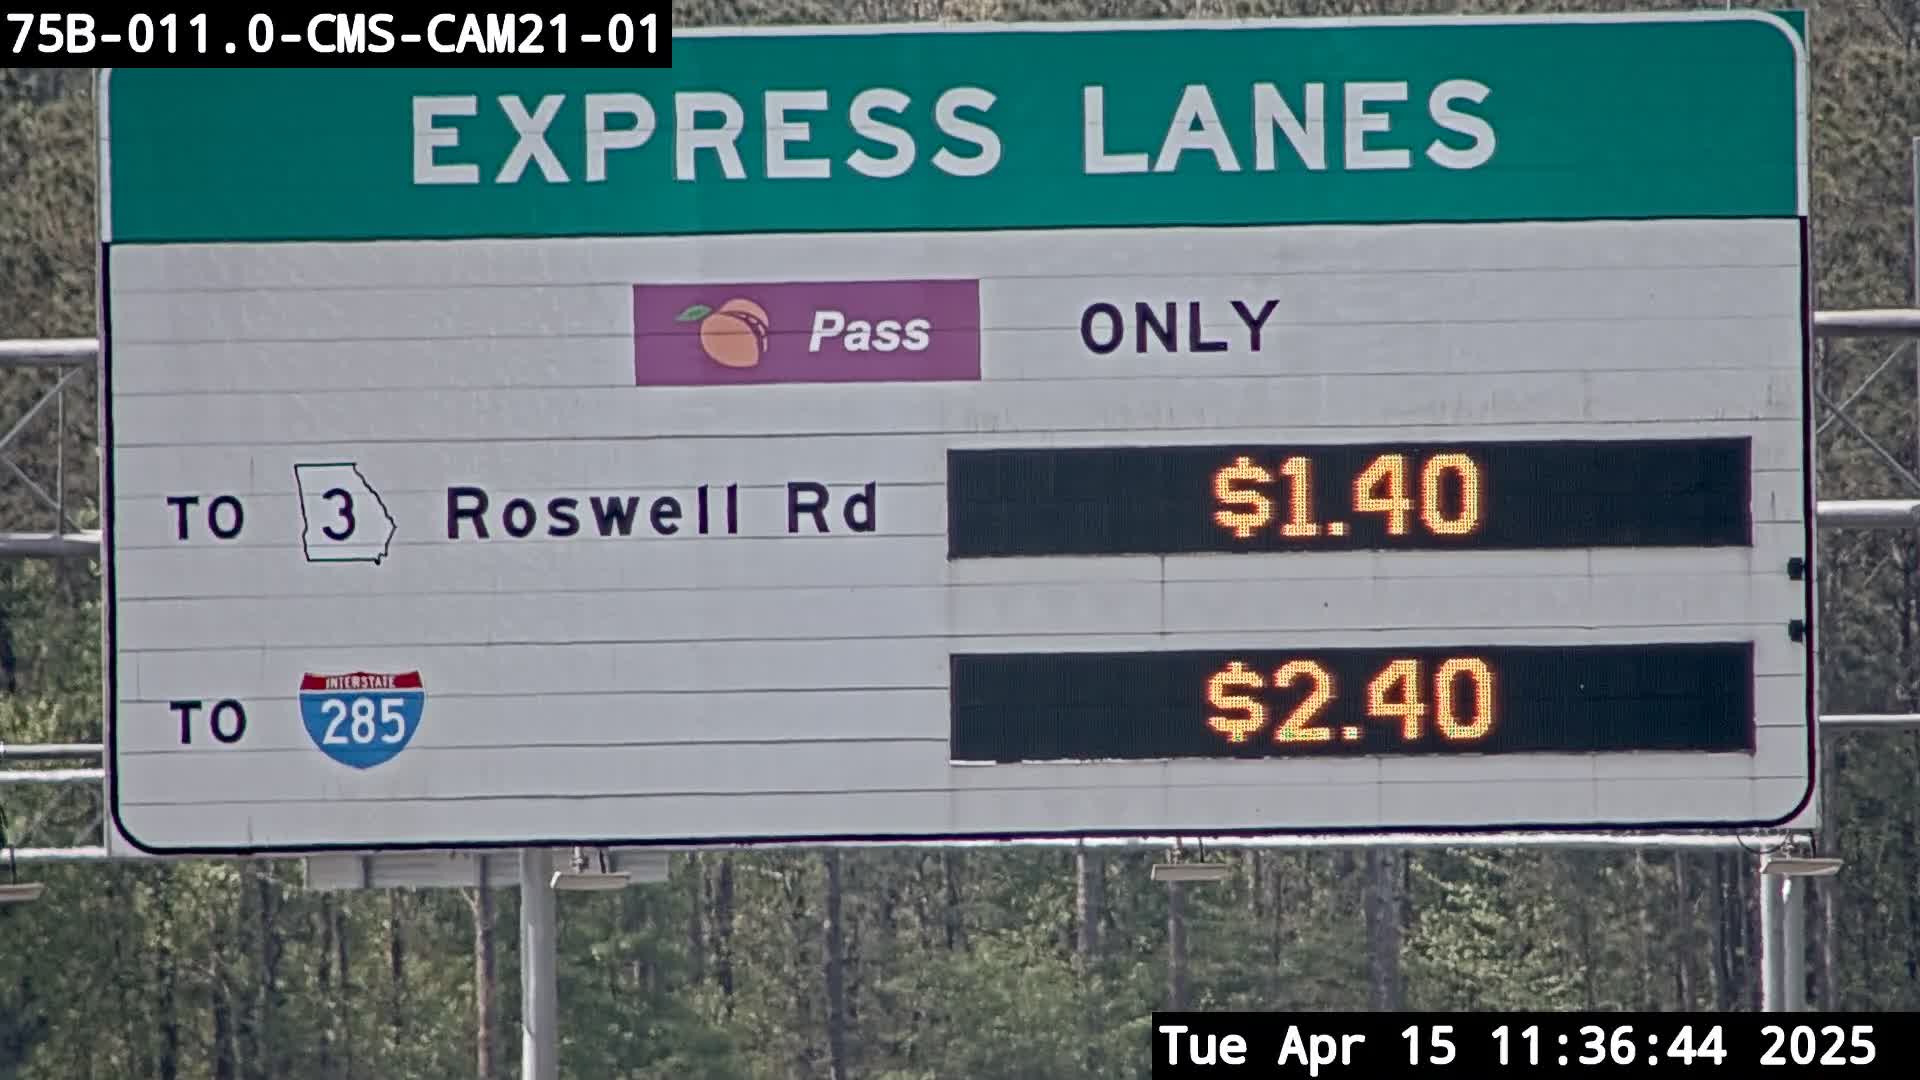 75B-011.0-CMS-CAM21-01
EXPRESS LANES
Pass ONLY
TO 3 Roswell Rd $1.40
INTERSTATE
TO 285 $2.40
Tue Apr 15 11:36:44 2025